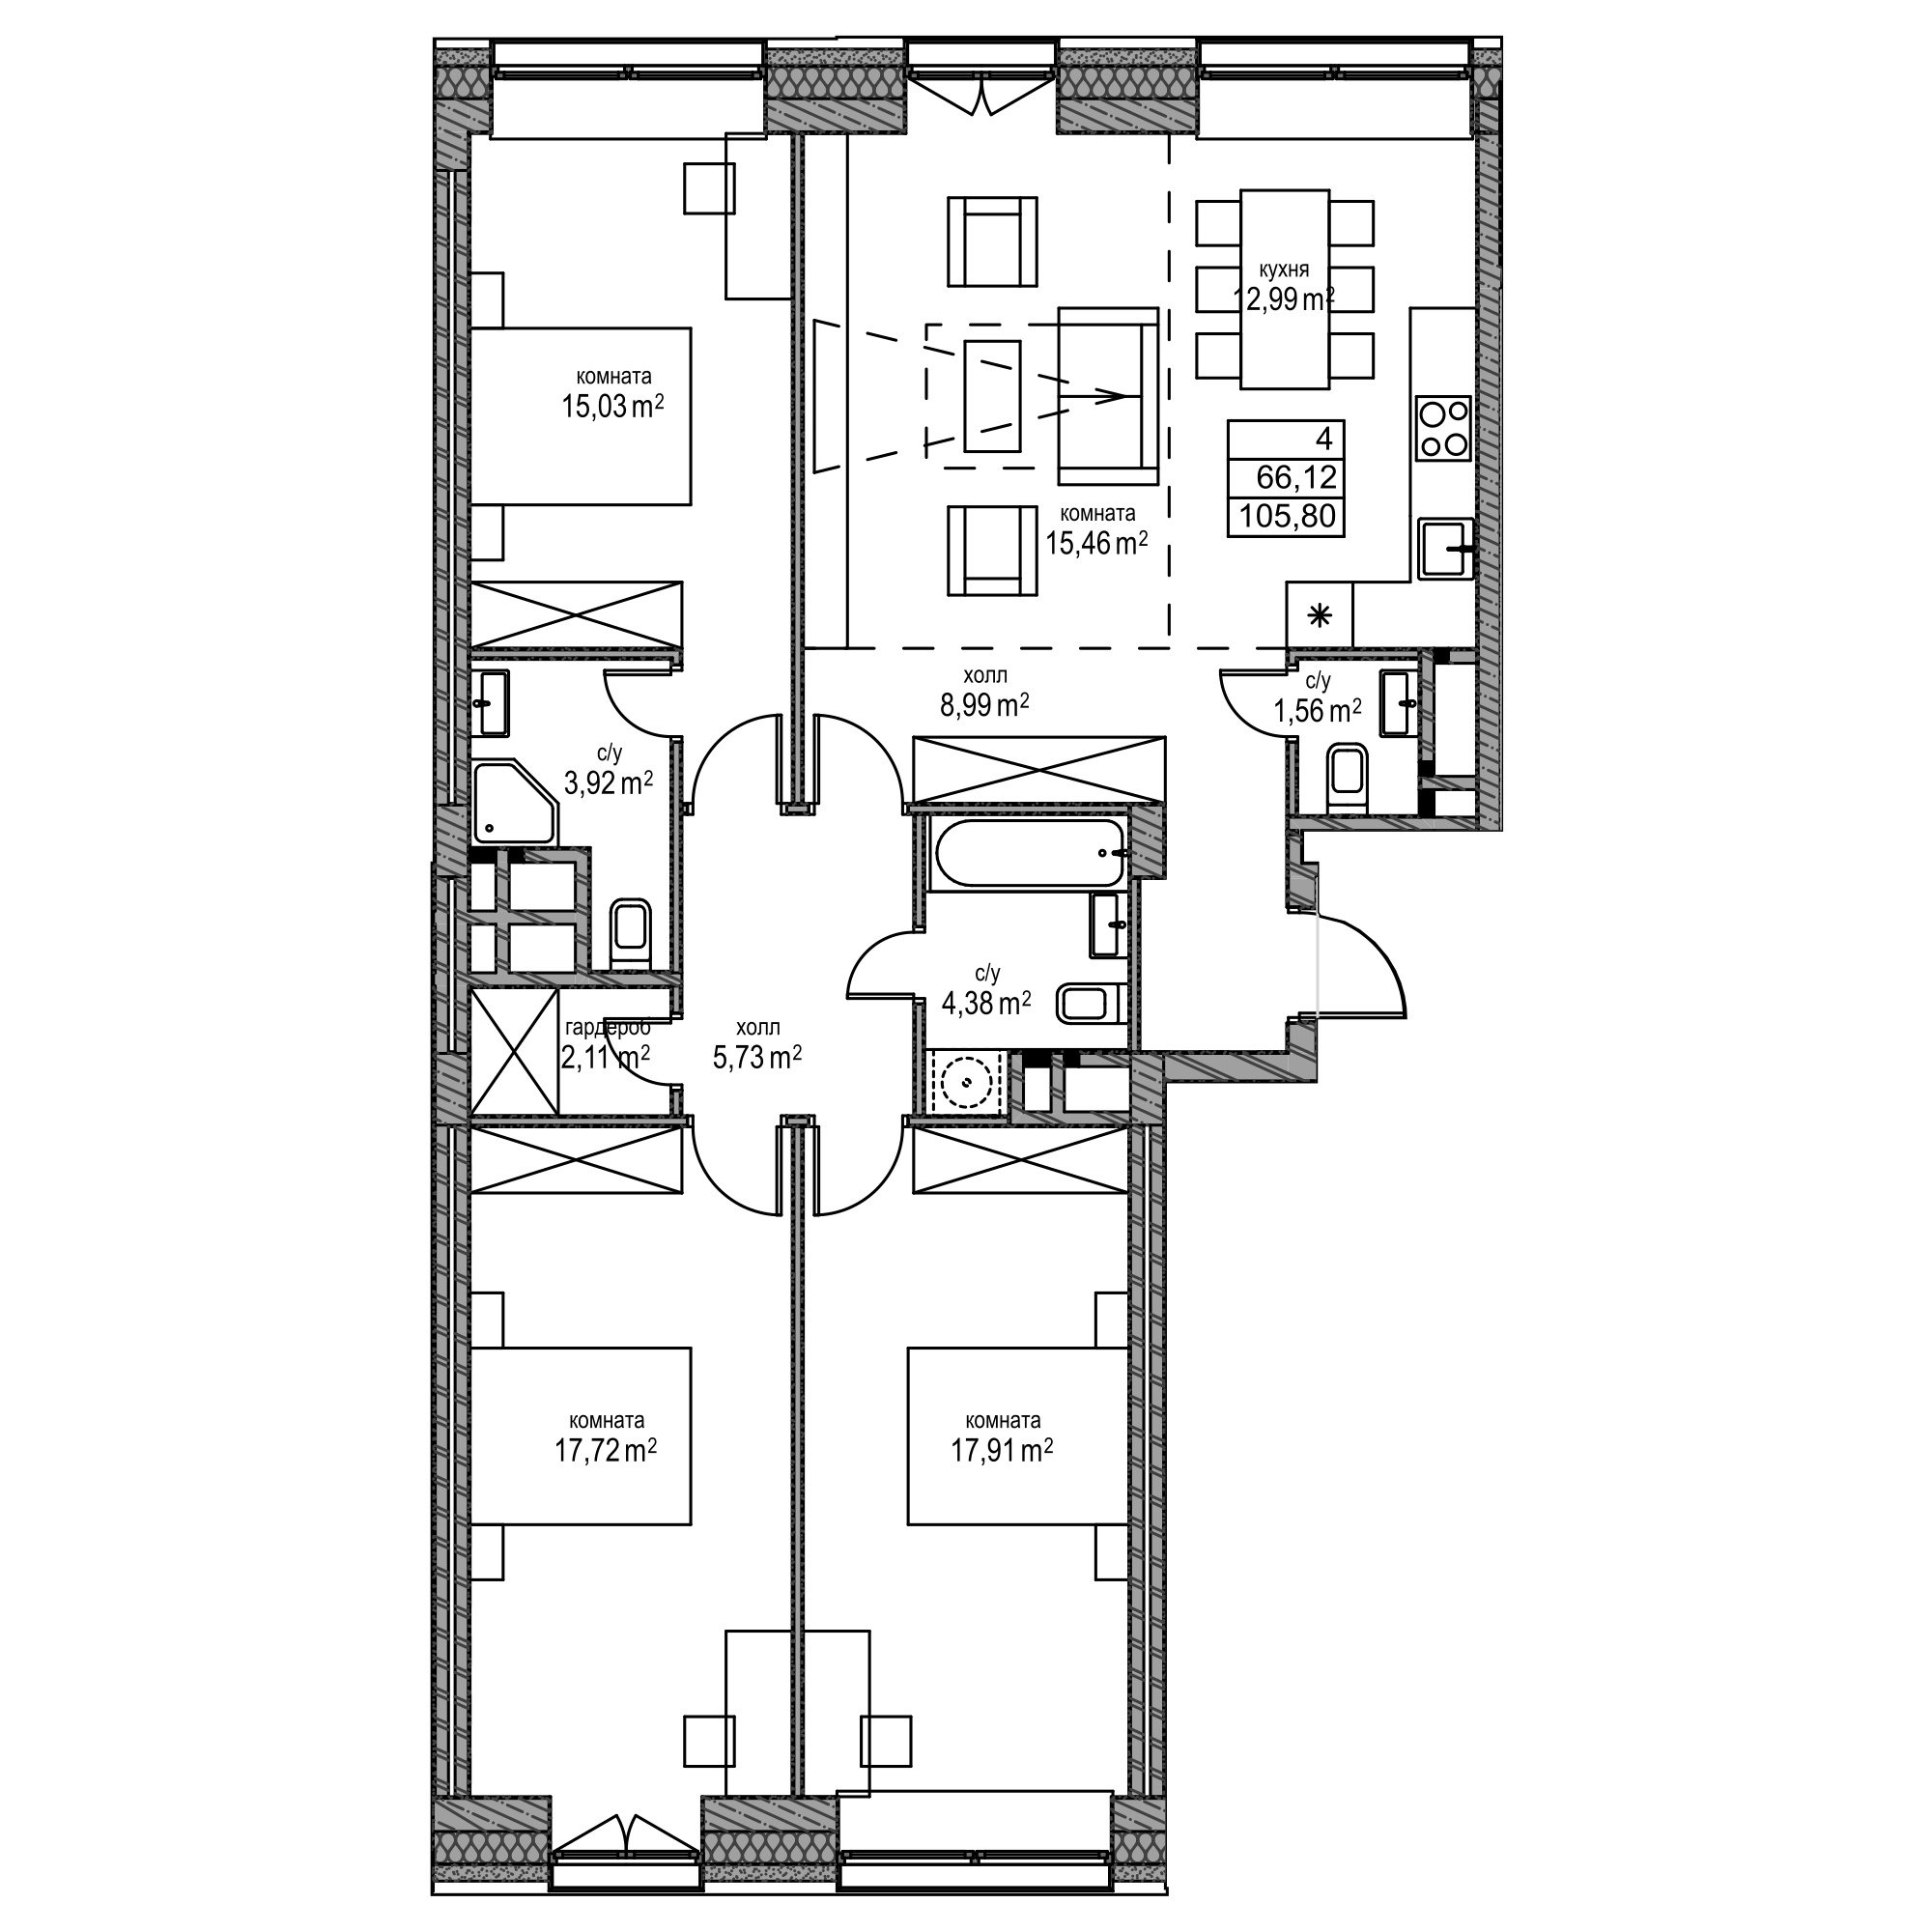 кухня
12,99 m²
комната
15,03 m²
4
66,12
105,80
комната
15,46 m²
холл
8,99 m²
с/у
1,56 m²
с/у
3,92 m²
с/у
4,38 m²
гардероб
2,11 m²
холл
5,73 m²
комната
17,72 m²
комната
17,91 m²